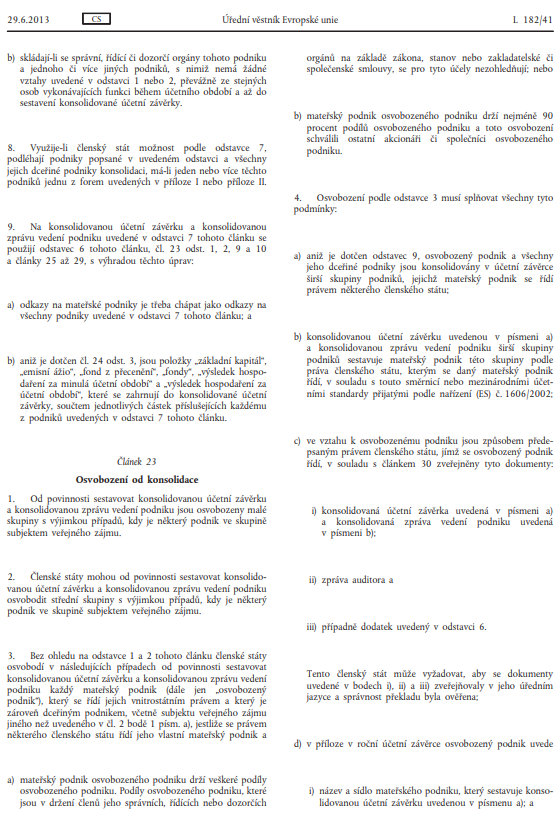 29.6.2013
CS
Úřední věstník Evropské unie
L 182/41
b) skládají-li se správní, řídící či dozorčí orgány tohoto podniku
a jednoho či více jiných podniků, s nimiž nemá žádné
vztahy uvedené v odstavci 1 nebo 2, převážně ze stejných
osob vykonávajících funkci během účetního období a až do
sestavení konsolidované účetní závěrky.
8. Využije-li členský stát možnost podle odstavce 7,
podléhají podniky popsané v uvedeném odstavci a všechny
jejich dceřiné podniky konsolidaci, má-li jeden nebo více těchto
podniků jednu z forem uvedených v příloze I nebo příloze II.
9. Na konsolidovanou účetní závěrku a konsolidovanou
zprávu vedení podniku uvedené v odstavci 7 tohoto článku se
použijí odstavec 6 tohoto článku, čl. 23 odst. 1, 2, 9 a 10
a články 25 až 29, s výhradou těchto úprav:
a) odkazy na mateřské podniky je třeba chápat jako odkazy na
všechny podniky uvedené v odstavci 7 tohoto článku; a
b) aniž je dotčen čl. 24 odst. 3, jsou položky „základní kapitál“,
„emisní ážio“, „fond z přecenění“, „fondy“, „výsledek hospo-
daření za minulá účetní období“ a „výsledek hospodaření za
účetní období“, které se zahrnují do konsolidované účetní
závěrky, součtem jednotlivých částek příslušejících každému
z podniků uvedených v odstavci 7 tohoto článku.
Článek 23
Osvobození od konsolidace
1. Od povinnosti sestavovat konsolidovanou účetní závěrku
a konsolidovanou zprávu vedení podniku jsou osvobozeny malé
skupiny s výjimkou případů, kdy je některý podnik ve skupině
subjektem veřejného zájmu.
2. Členské státy mohou od povinnosti sestavovat konsolido-
vanou účetní závěrku a konsolidovanou zprávu vedení podniku
osvobodit střední skupiny s výjimkou případů, kdy je některý
podnik ve skupině subjektem veřejného zájmu.
3. Bez ohledu na odstavce 1 a 2 tohoto článku členské státy
osvobodí v následujících případech od povinnosti sestavovat
konsolidovanou účetní závěrku a konsolidovanou zprávu vedení
podniku každý mateřský podnik (dále jen „osvobozený
podnik“), který se řídí jejich vnitrostátním právem a který je
zároveň dceřiným podnikem, včetně subjektu veřejného zájmu
jiného než uvedeného v čl. 2 bodě 1 písm. a), jestliže se právem
některého členského státu řídí jeho vlastní mateřský podnik a
a) mateřský podnik osvobozeného podniku drží veškeré podíly
osvobozeného podniku. Podíly osvobozeného podniku, které
jsou v držení členů jeho správních, řídících nebo dozorčích
orgánů na základě zákona, stanov nebo zakladatelské či
společenské smlouvy, se pro tyto účely nezohledňují; nebo
b) mateřský podnik osvobozeného podniku drží nejméně 90
procent podílů osvobozeného podniku a toto osvobození
schválili ostatní akcionáři či společníci osvobozeného
podniku.
4. Osvobození podle odstavce 3 musí splňovat všechny tyto
podmínky:
a) aniž je dotčen odstavec 9, osvobozený podnik a všechny
jeho dceřiné podniky jsou konsolidovány v účetní závěrce
širší skupiny podniků, jejichž mateřský podnik se řídí
právem některého členského státu;
b) konsolidovanou účetní závěrku uvedenou v písmeni a)
a konsolidovanou zprávu vedení podniku širší skupiny
podniků sestavuje mateřský podnik této skupiny podle
práva členského státu, kterým se daný mateřský podnik
řídí, v souladu s touto směrnicí nebo mezinárodními účet-
ními standardy přijatými podle nařízení (ES) č. 1606/2002;
c) ve vztahu k osvobozenému podniku jsou způsobem přede-
psaným právem členského státu, jímž se osvobozený podnik
řídí, v souladu s článkem 30 zveřejněny tyto dokumenty:
i) konsolidovaná účetní závěrka uvedená v písmeni a)
a konsolidovaná zpráva vedení podniku uvedená
v písmeni b);
ii) zpráva auditora a
iii) případně dodatek uvedený v odstavci 6.
Tento členský stát může vyžadovat, aby se dokumenty
uvedené v bodech i), ii) a iii) zveřejňovaly v jeho úředním
jazyce a správnost překladu byla ověřena;
d) v příloze v roční účetní závěrce osvobozený podnik uvede
i) název a sídlo mateřského podniku, který sestavuje konso-
lidovanou účetní závěrku uvedenou v písmenu a); a